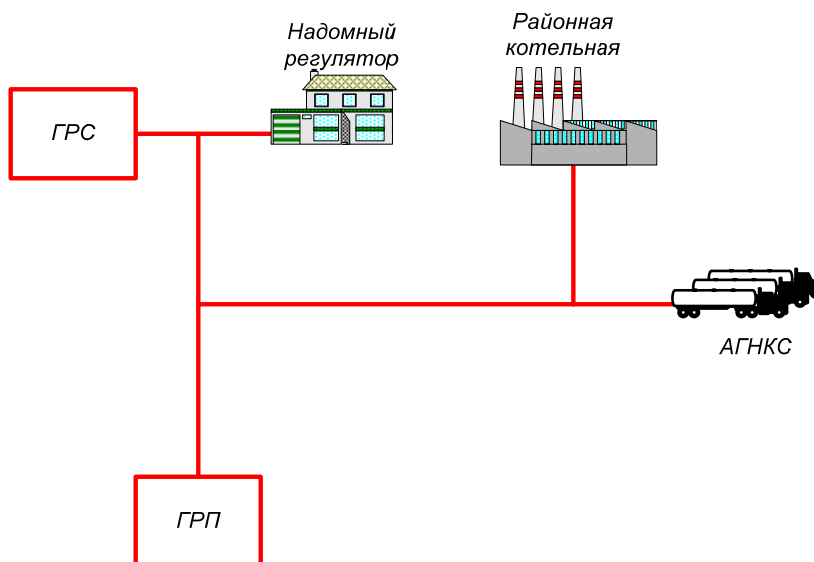 Надомный
регулятор
Районная
котельная
ГРС
АГНКС
ГРП